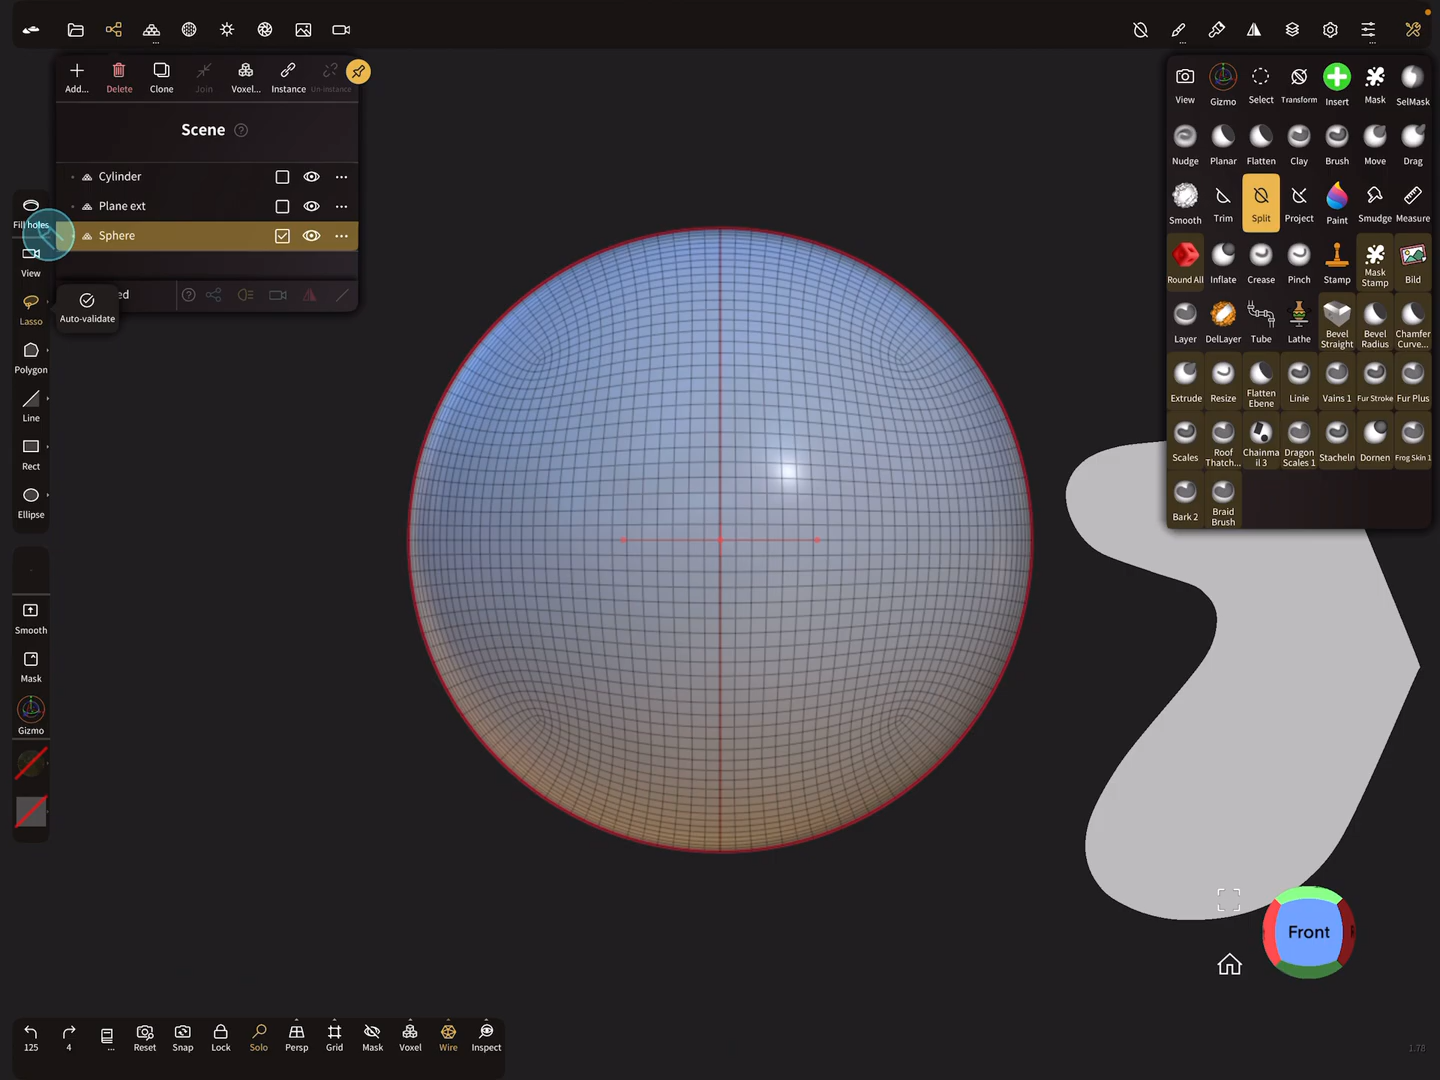 Add...
Delete
Clone
Join
Voxel...
Instance
Un-instance
Scene
Cylinder
Plane ext
Sphere
ed
Auto-validate
Fill holes
View
Lasso
Polygon
Line
Rect
Ellipse
Smooth
Mask
Gizmo
View
Gizmo
Select
Transform
Insert
Mask
SelMask
Nudge
Planar
Flatten
Clay
Brush
Move
Drag
Smooth
Trim
Split
Project
Paint
Smudge
Measure
Round All
Inflate
Crease
Pinch
Stamp
Mask
Stamp
Bild
Layer
DelLayer
Tube
Lathe
Bevel
Straight
Bevel
Radius
Chamfer
Curve...
Extrude
Resize
Flatten
Ebene
Linie
Vains 1
Fur Stroke
Fur Plus
Scales
Roof
Thatch...
Chainma
il 3
Dragon
Scales 1
Stacheln
Dornen
Frog Skin 1
Bark 2
Braid
Brush
Front
125
4
...
Reset
Snap
Lock
Solo
Persp
Grid
Mask
Voxel
Wire
Inspect
1.78